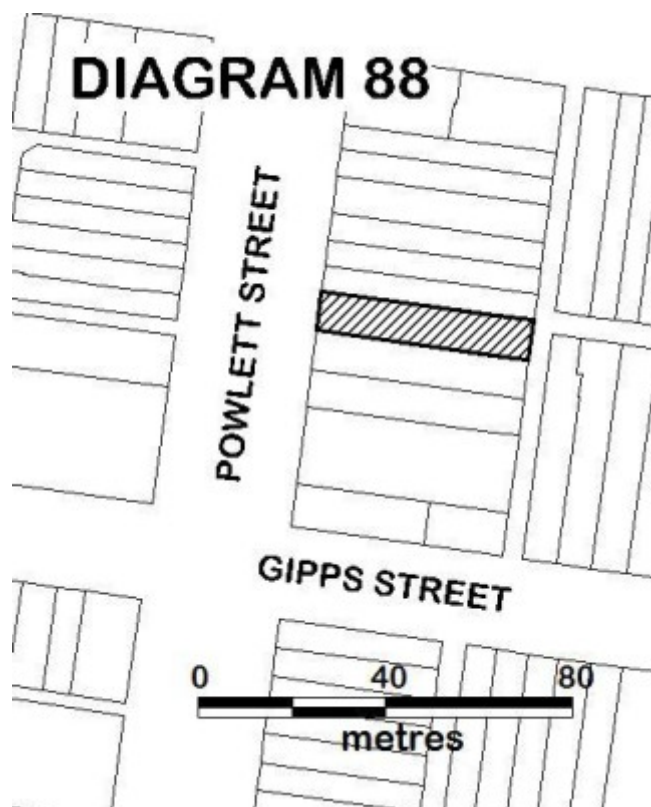 DIAGRAM 88
POWLETT STREET
GIPPS STREET
0 40 80
metres